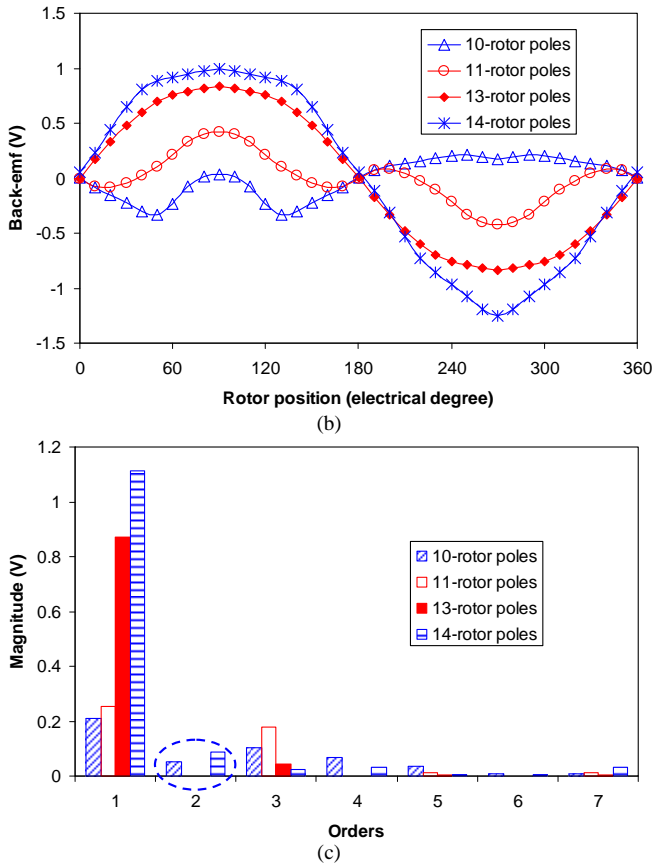 1.5
1
0.5
0
-0.5
-1
-1.5
Back-emf (V)
10-rotor poles
11-rotor poles
13-rotor poles
14-rotor poles
0 60 120 180 240 300 360
Rotor position (electrical degree)
(b)
1.2
1
0.8
0.6
0.4
0.2
0
Magnitude (V)
10-rotor poles
11-rotor poles
13-rotor poles
14-rotor poles
1 2 3 4 5 6 7
Orders
(c)